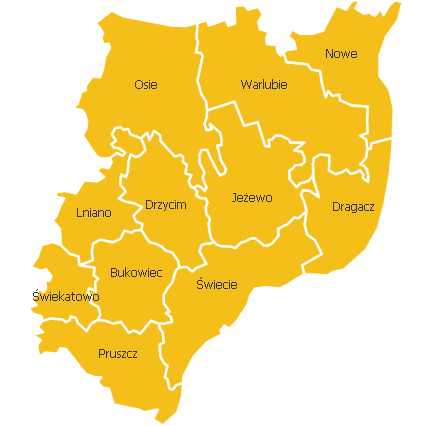 Nowe
Osie
Warlubie
Jeżewo
Drzycim
Dragacz
Lniano
Bukowiec
Świecie
Świekatowo
Pruszcz